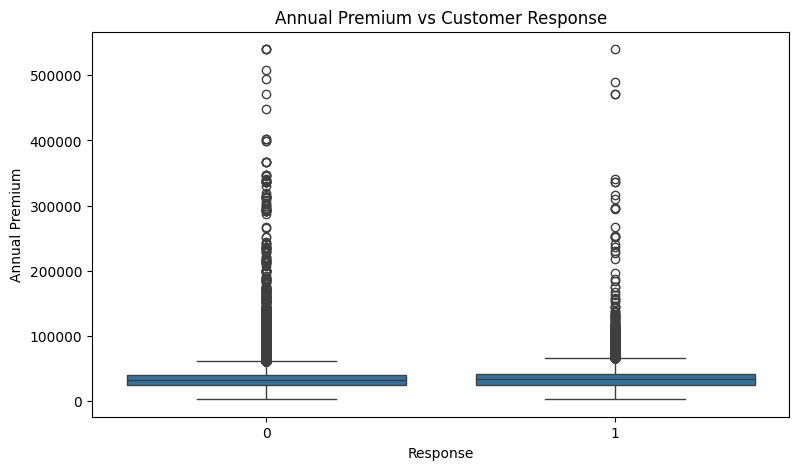 Annual Premium vs Customer Response
500000
400000
300000
200000
100000
0
Annual Premium
0 1
Response